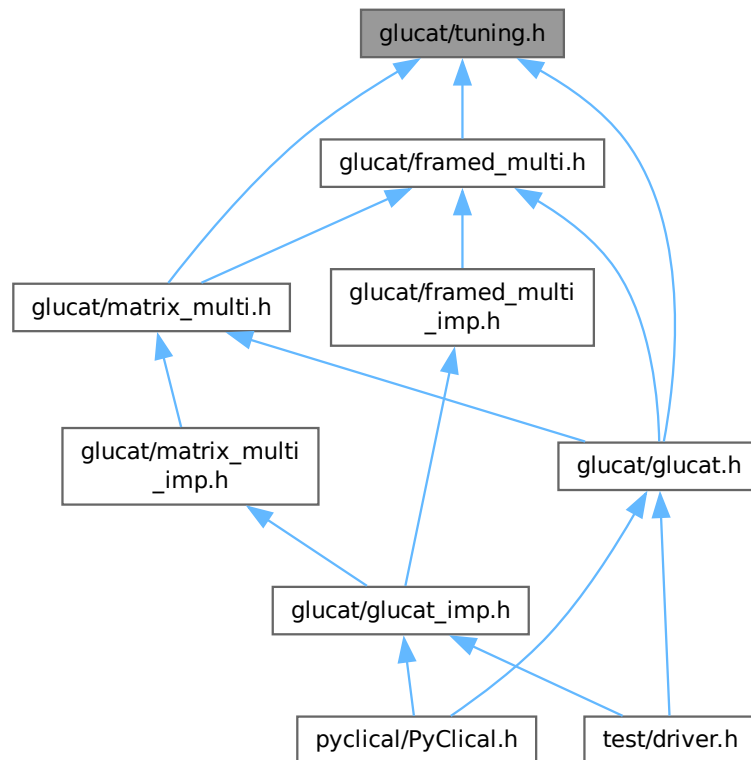 glucat/tuning.h
glucat/framed_multi.h
glucat/matrix_multi.h
glucat/framed_multi
_imp.h
glucat/matrix_multi
_imp.h
glucat/glucat.h
glucat/glucat_imp.h
pyclical/PyClical.h
test/driver.h